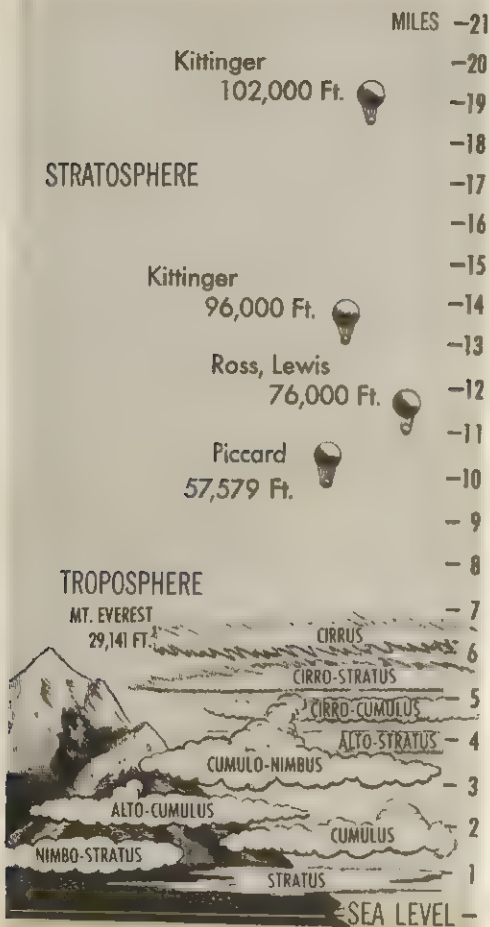 MILES –21
Kittinger –20
102,000 Ft. –19
–18
STRATOSPHERE –17
–16
–15
Kittinger
96,000 Ft. –14
–13
Ross, Lewis
76,000 Ft. –12
–11
Piccard
57,579 Ft. –10
–9
–8
TROPOSPHERE
–7
MT. EVEREST
29,141 FT.
CIRRUS
6
CIRRO-STRATUS
–5
CIRRO-CUMULUS
ALTO-STRATUS –4
CUMULO-NIMBUS
–3
ALTO-CUMULUS
–2
CUMULUS
NIMBO-STRATUS
–1
STRATUS
SEA LEVEL –